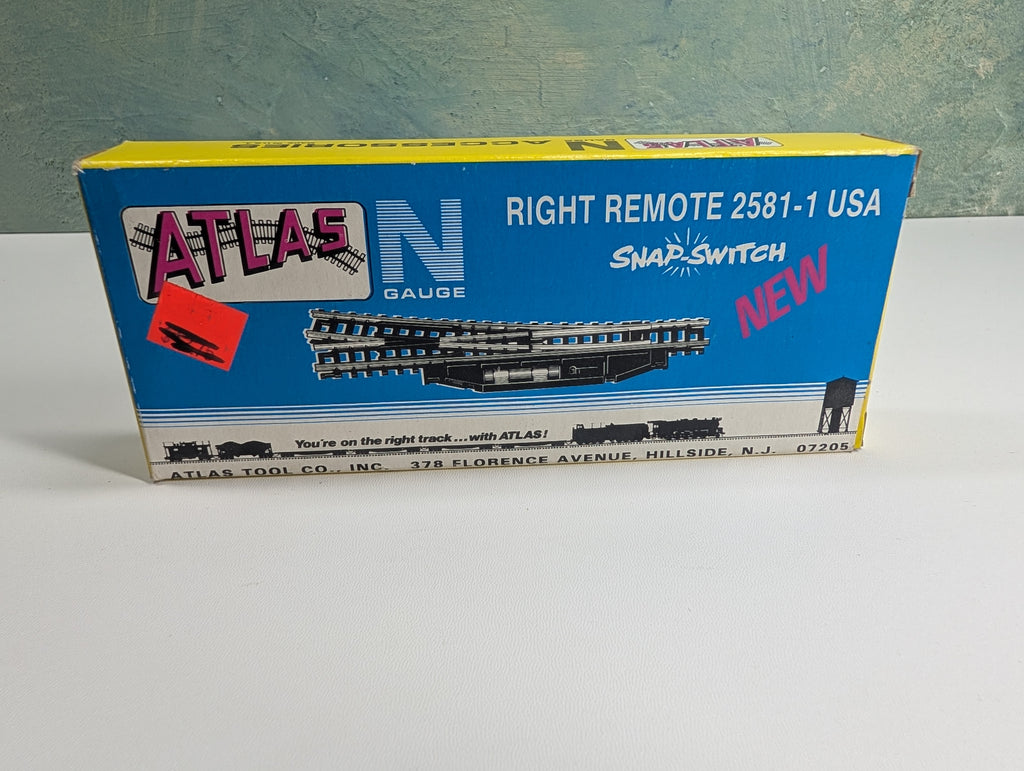 N ACCESSORIES
ATLAS
ATLAS
N
GAUGE
RIGHT REMOTE 2581-1 USA
SNAP-SWITCH
NEW
You're on the right track...with ATLAS!
ATLAS TOOL CO., INC. 378 FLORENCE AVENUE, HILLSIDE, N.J. 07205